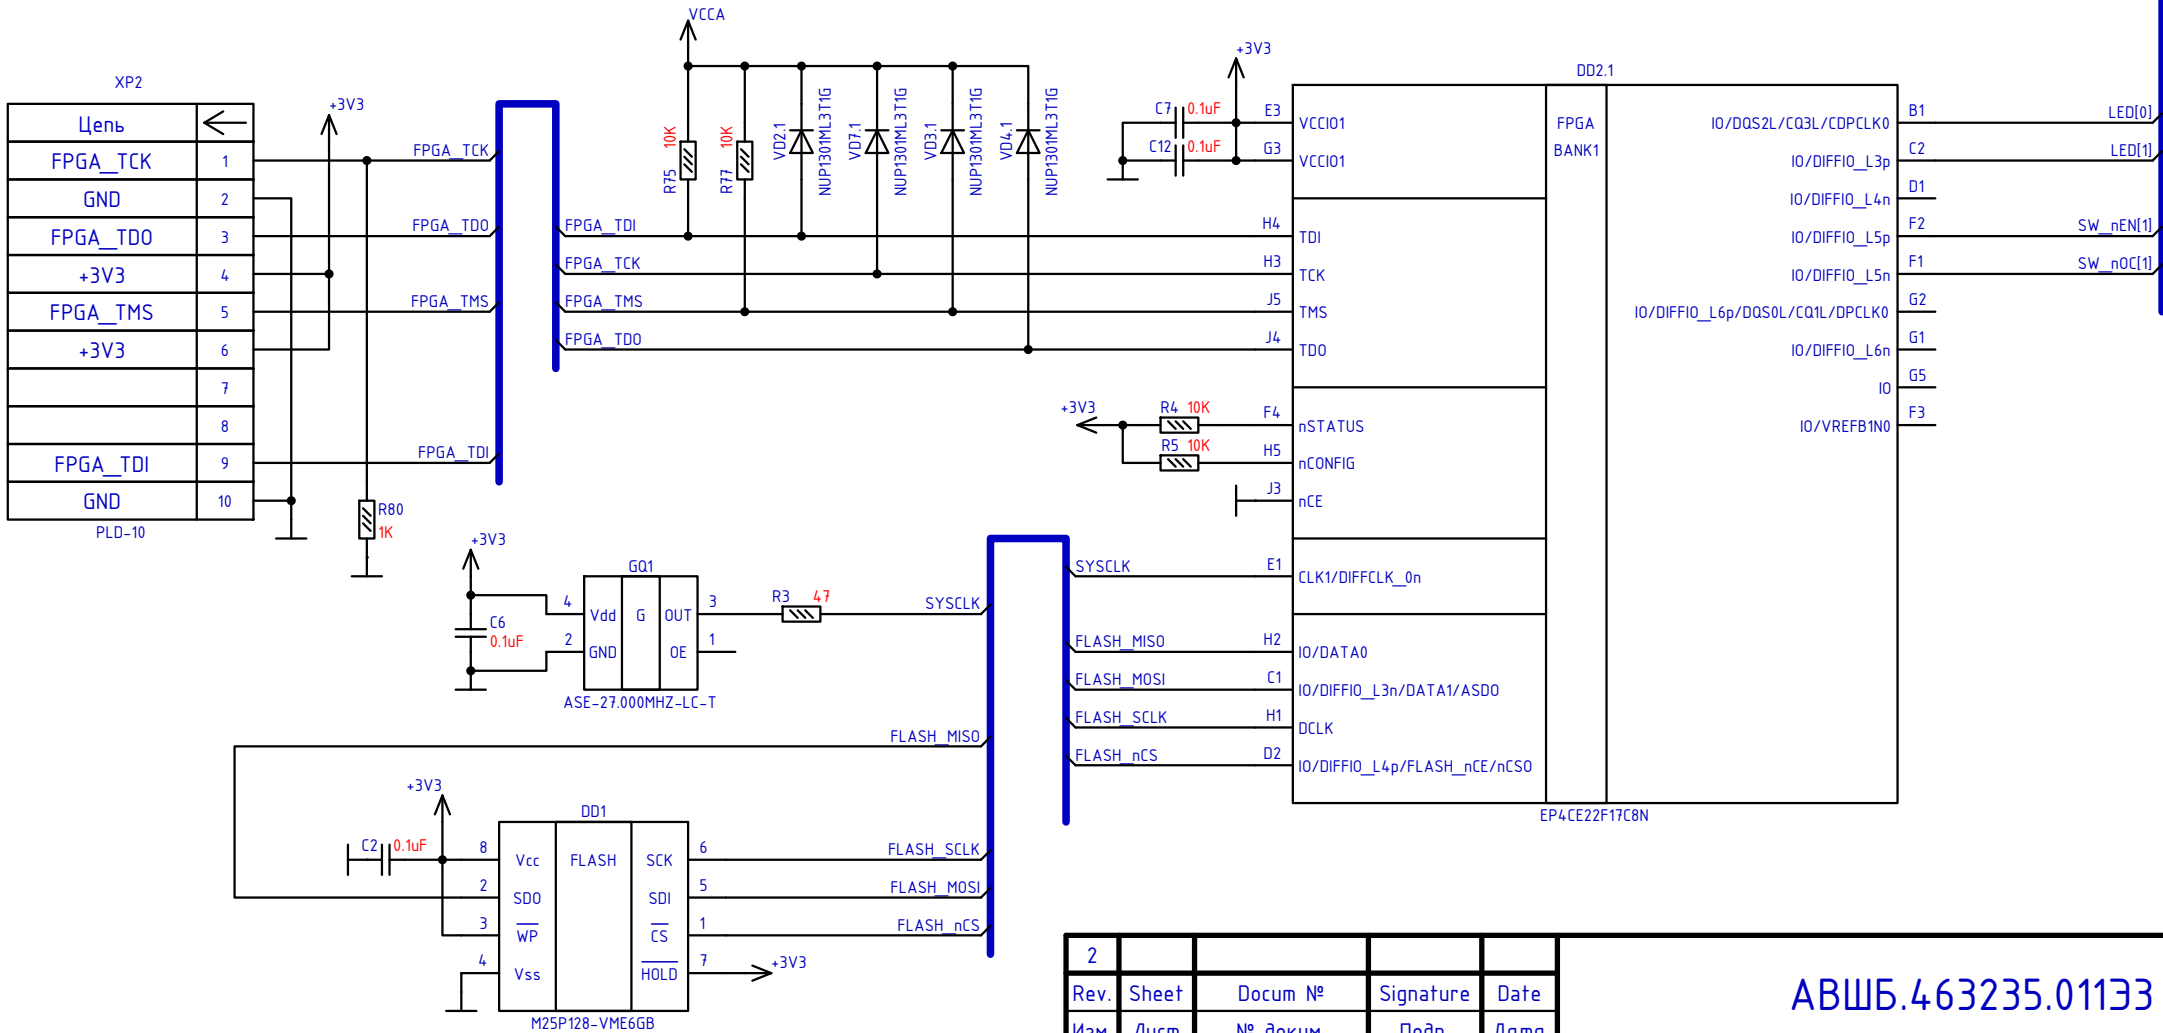 VCCA
XP2
Цепь
FPGA_TCK 1
GND 2
FPGA_TDO 3
+3V3 4
FPGA_TMS 5
+3V3 6
7
8
FPGA_TDI 9
GND 10
PLD-10
+3V3
FPGA_TCK
FPGA_TDO
FPGA_TMS
FPGA_TDI
R80
1K
R75 10K
R77 10K
VD2.1 NUP1301ML3T1G
VD7.1 NUP1301ML3T1G
VD3.1 NUP1301ML3T1G
VD4.1 NUP1301ML3T1G
FPGA_TDI
FPGA_TCK
FPGA_TMS
FPGA_TDO
+3V3
C7 0.1uF
C12 0.1uF
DD2.1
FPGA
BANK1
E3 VCCIO1
G3 VCCIO1
H4 TDI
H3 TCK
J5 TMS
J4 TDO
+3V3
R4 10K
R5 10K
F4 nSTATUS
H5 nCONFIG
J3 nCE
SYSCLK E1 CLK1/DIFFCLK_0n
FLASH_MISO H2 IO/DATA0
FLASH_MOSI C1 IO/DIFFIO_L3n/DATA1/ASDO
FLASH_SCLK H1 DCLK
FLASH_nCS D2 IO/DIFFIO_L4p/FLASH_nCE/nCSO
IO/DQS2L/CQ3L/CDPCLK0 B1 LED[0]
IO/DIFFIO_L3p C2 LED[1]
IO/DIFFIO_L4n D1
IO/DIFFIO_L5p F2 SW_nEN[1]
IO/DIFFIO_L5n F1 SW_nOC[1]
IO/DIFFIO_L6p/DQS0L/CQ1L/DPCLK0 G2
IO/DIFFIO_L6n G1
IO G5
IO/VREFB1N0 F3
EP4CE22F17C8N
+3V3
C6
0.1uF
GQ1
4 Vdd G OUT 3
2 GND OE 1
ASE-27.000MHZ-LC-T
R3 47
SYSCLK
FLASH_MISO
+3V3
C2 0.1uF
DD1
8 Vcc FLASH SCK 6 FLASH_SCLK
2 SDO SDI 5 FLASH_MOSI
3 WP CS 1 FLASH_nCS
4 Vss HOLD 7 +3V3
M25P128-VME6GB
2
Rev. Sheet Docum № Signature Date
Изм. Лист № докум. Подп. Дата
АВШБ.463235.011Э3